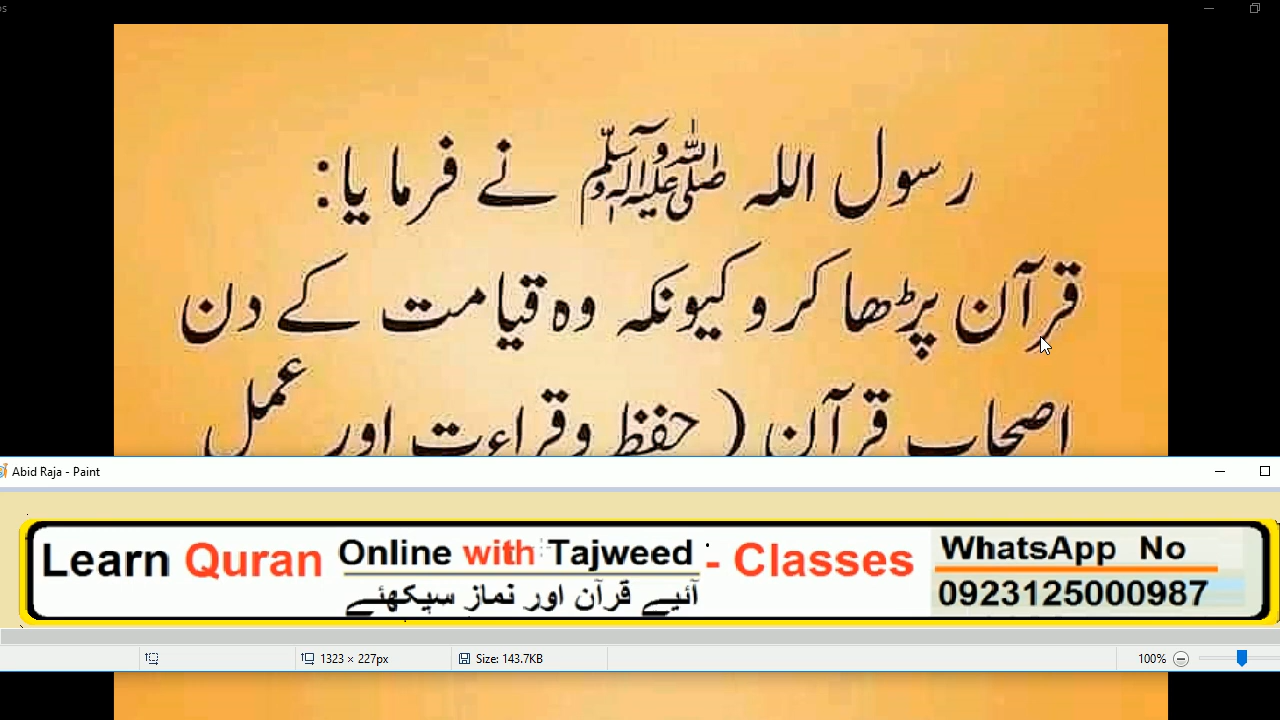 رسول اللہ ﷺ نے فرمایا:
قرآن پڑھا کرو کیونکہ وہ قیامت کے دن
اصحاب قرآن ( حفظ وقراءت اور عمل
Abid Raja - Paint
Learn Quran Online with Tajweed - Classes
آئیے قرآن اور نماز سیکھئے
WhatsApp No
0923125000987
1323 × 227px
Size: 143.7KB
100%